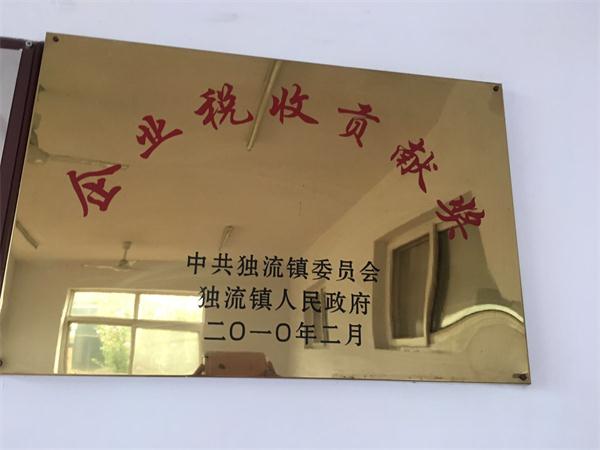 企业税收贡献奖
中共独流镇委员会
独流镇人民政府
二〇一〇年二月